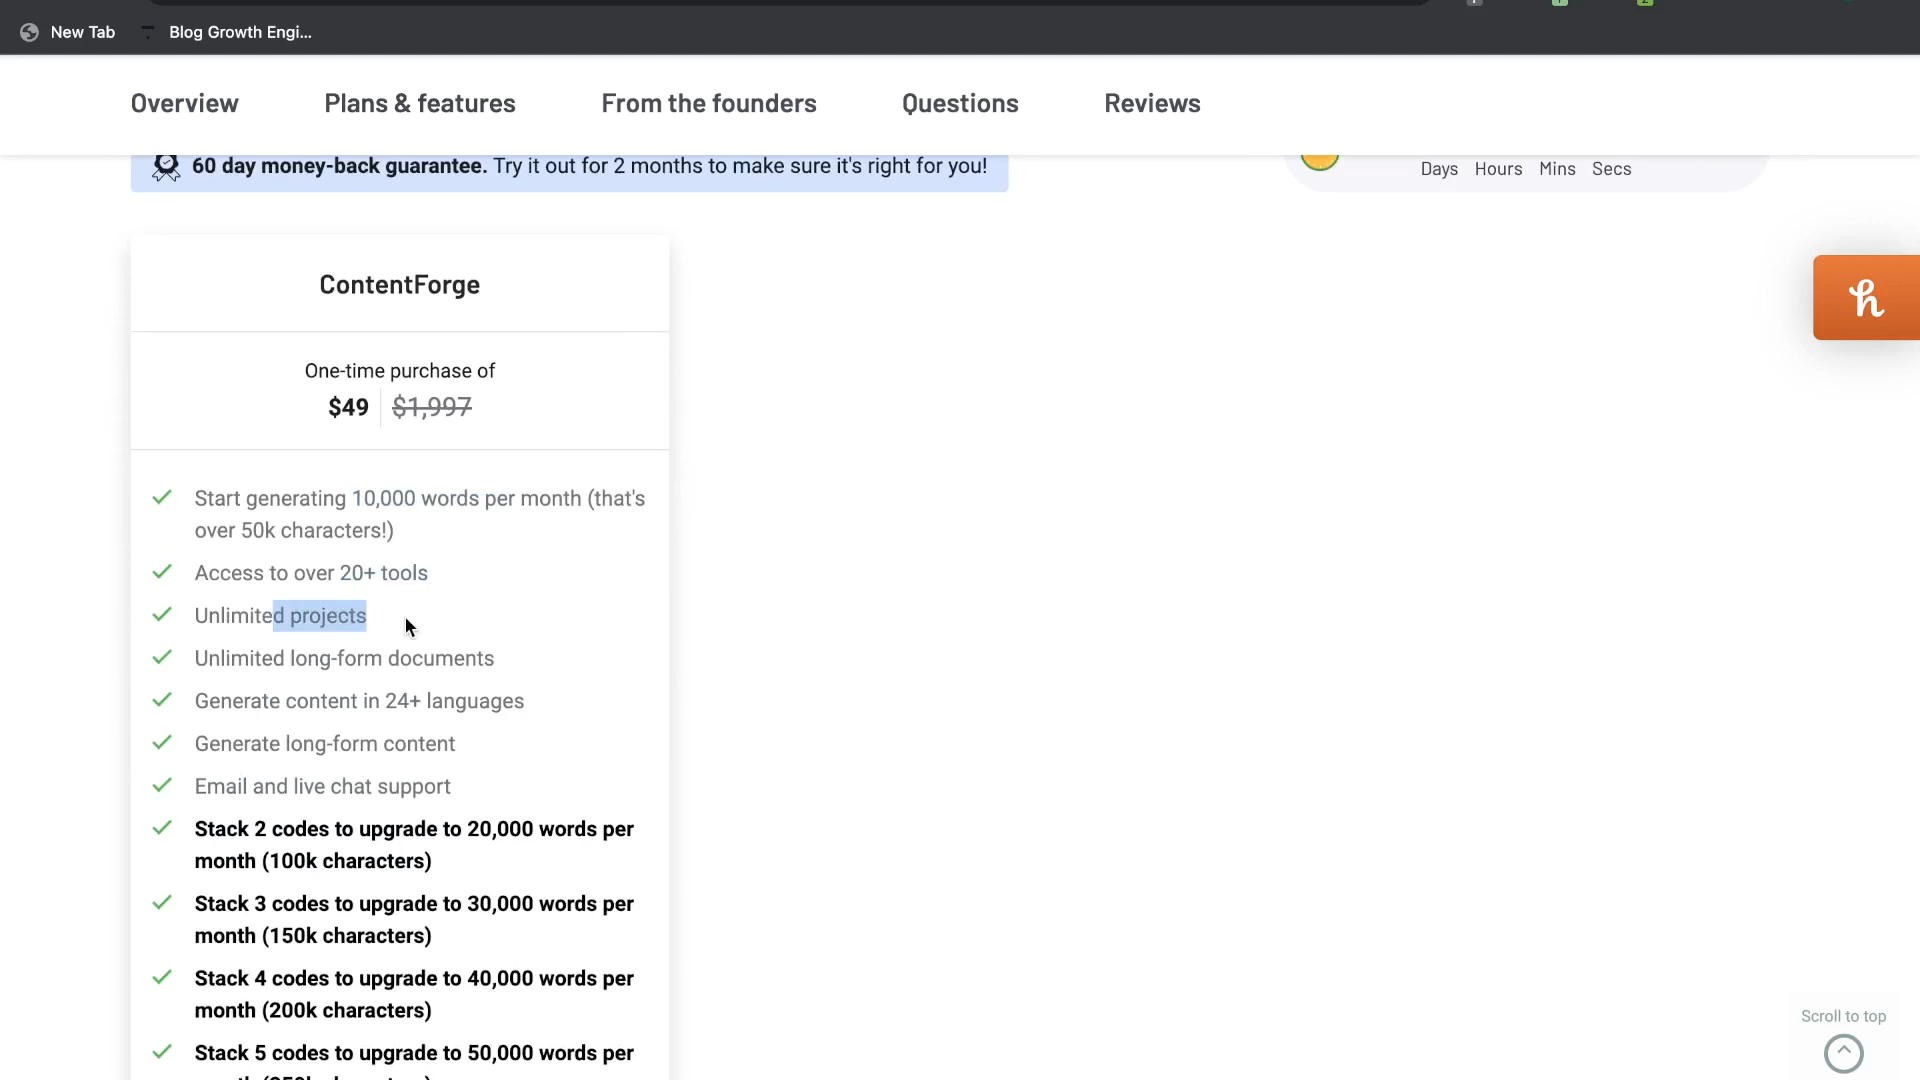 New Tab
Blog Growth Engi...
Overview
Plans & features
From the founders
Questions
Reviews
60 day money-back guarantee. Try it out for 2 months to make sure it's right for you!
Days Hours Mins Secs
ContentForge
One-time purchase of
$49 $1,997
Start generating 10,000 words per month (that's
over 50k characters!)
Access to over 20+ tools
Unlimited projects
Unlimited long-form documents
Generate content in 24+ languages
Generate long-form content
Email and live chat support
Stack 2 codes to upgrade to 20,000 words per
month (100k characters)
Stack 3 codes to upgrade to 30,000 words per
month (150k characters)
Stack 4 codes to upgrade to 40,000 words per
month (200k characters)
Stack 5 codes to upgrade to 50,000 words per
Scroll to top